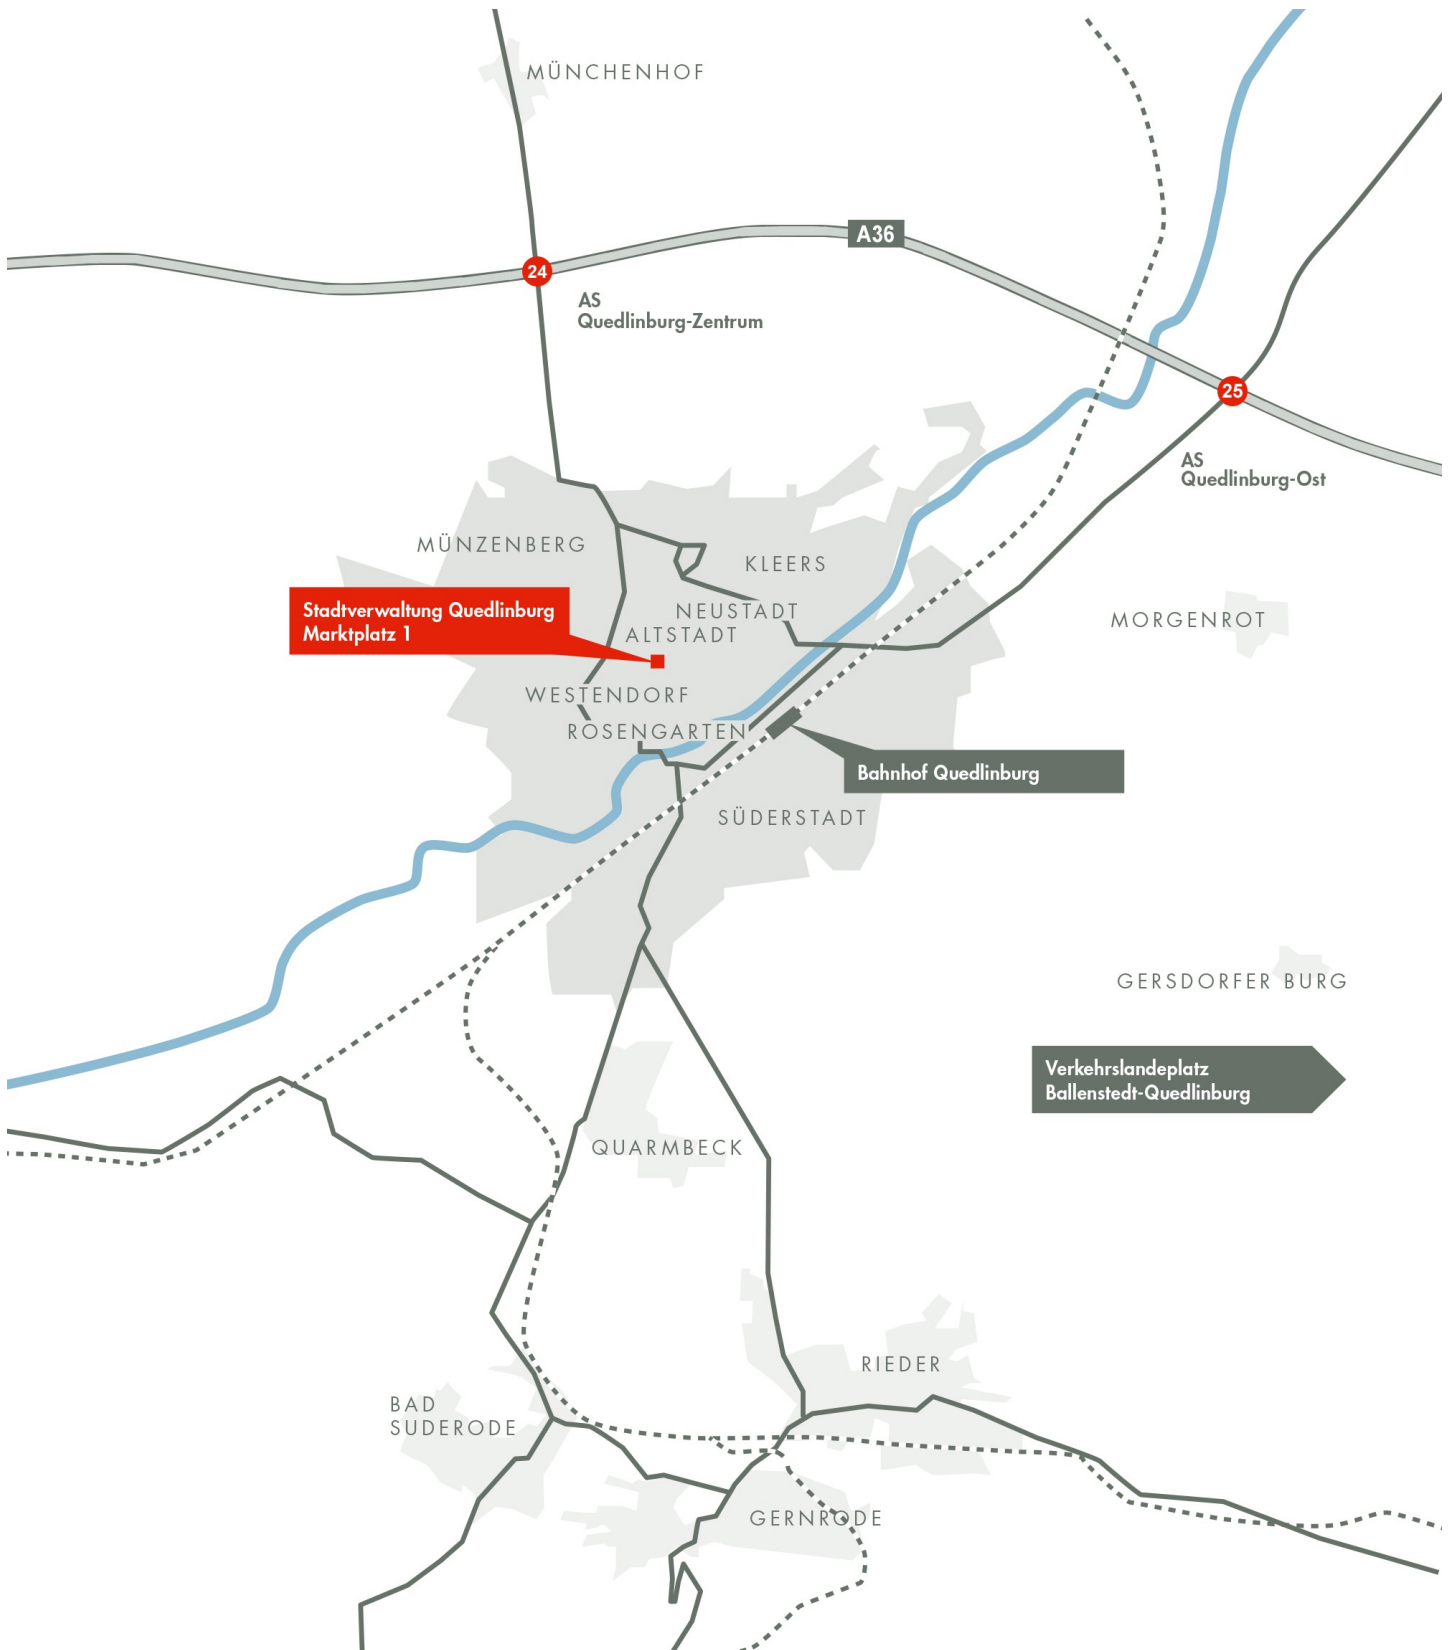 MÜNCHENHOF
A36
24
AS
Quedlinburg-Zentrum
25
AS
Quedlinburg-Ost
MÜNZENBERG
KLEERS
Stadtverwaltung Quedlinburg
Marktplatz 1
NEUSTADT
ALTSTADT
MORGENROT
WESTENDORF
ROSENGARTEN
Bahnhof Quedlinburg
SÜDERSTADT
GERSDORFER BURG
Verkehrslandeplatz
Ballenstedt-Quedlinburg
QUARMBECK
RIEDER
BAD
SUDERODE
GERNRODE